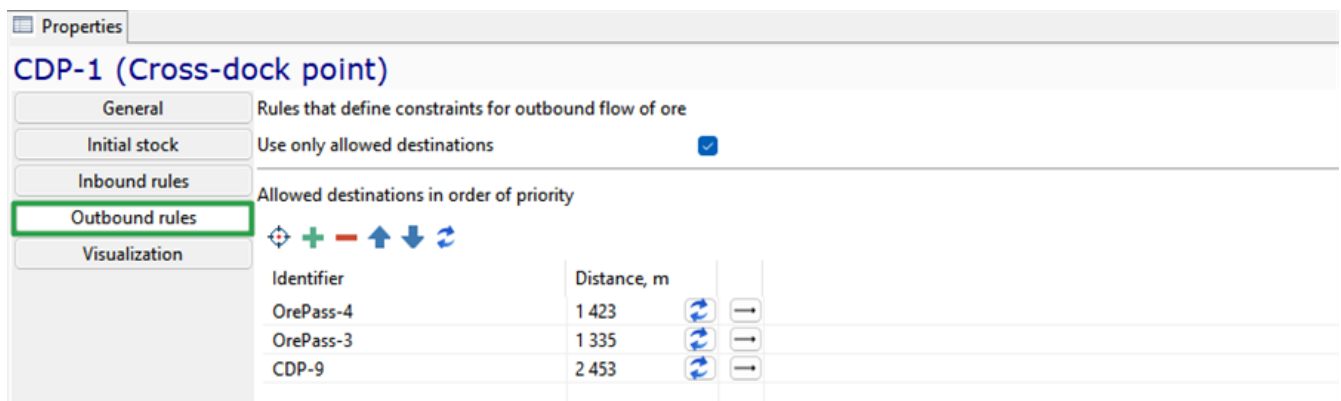 Properties
CDP-1 (Cross-dock point)
General
Rules that define constraints for outbound flow of ore
Initial stock
Use only allowed destinations
Inbound rules
Allowed destinations in order of priority
Outbound rules
Visualization
Identifier Distance, m
OrePass-4 1 423
OrePass-3 1 335
CDP-9 2 453